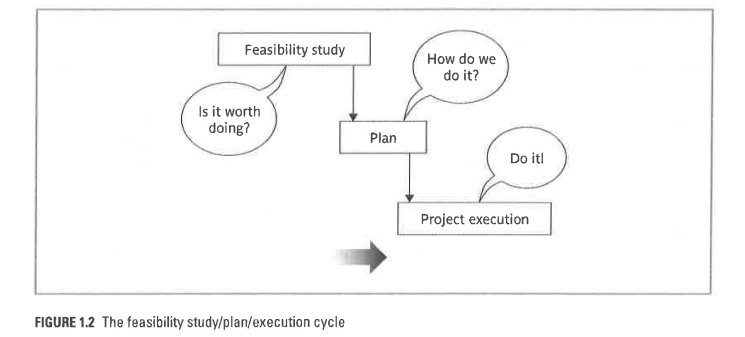 Feasibility study
How do we
do it?
Is it worth
doing?
Plan
Do it!
Project execution
FIGURE 1.2 The feasibility study/plan/execution cycle